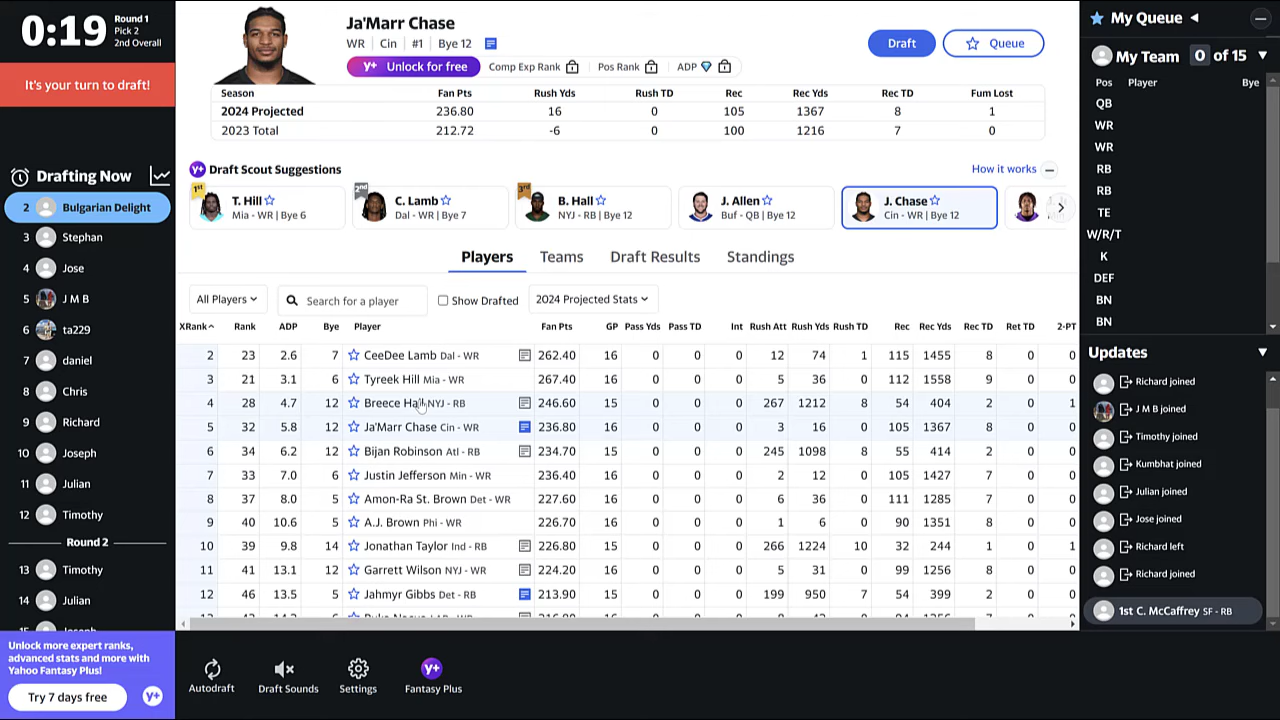 0:19
Round 1
Pick 2
2nd Overall
It's your turn to draft!
Drafting Now
2 Bulgarian Delight
3 Stephan
4 Jose
5 J M B
6 ta229
7 daniel
8 Chris
9 Richard
10 Joseph
11 Julian
12 Timothy
Round 2
13 Timothy
14 Julian
Unlock more expert ranks,
advanced stats and more with
Yahoo Fantasy Plus!
Try 7 days free
y+
Ja'Marr Chase
WR Cin #1 Bye 12
y+ Unlock for free Comp Exp Rank Pos Rank ADP
Draft
Queue
Season Fan Pts Rush Yds Rush TD Rec Rec Yds Rec TD Fum Lost
2024 Projected 236.80 16 0 105 1367 8 1
2023 Total 212.72 -6 0 100 1216 7 0
y+ Draft Scout Suggestions
How it works
1st T. Hill
Mia - WR | Bye 6
2nd C. Lamb
Dal - WR | Bye 7
3rd B. Hall
NYJ - RB | Bye 12
J. Allen
Buf - QB | Bye 12
J. Chase
Cin - WR | Bye 12
Players Teams Draft Results Standings
All Players Search for a player Show Drafted 2024 Projected Stats
XRank Rank ADP Bye Player Fan Pts GP Pass Yds Pass TD Int Rush Att Rush Yds Rush TD Rec Rec Yds Rec TD Ret TD 2-PT
2 23 2.6 7 CeeDee Lamb Dal - WR 262.40 16 0 0 0 12 74 1 115 1455 8 0 0
3 21 3.1 6 Tyreek Hill Mia - WR 267.40 16 0 0 0 5 36 0 112 1558 9 0 0
4 28 4.7 12 Breece Hall NYJ - RB 246.60 15 0 0 0 267 1212 8 54 404 2 0 1
5 32 5.8 12 Ja'Marr Chase Cin - WR 236.80 16 0 0 0 3 16 0 105 1367 8 0 0
6 34 6.2 12 Bijan Robinson Atl - RB 234.70 15 0 0 0 245 1098 8 55 414 2 0 0
7 33 7.0 6 Justin Jefferson Min - WR 236.40 16 0 0 0 2 12 0 105 1427 7 0 0
8 37 8.0 5 Amon-Ra St. Brown Det - WR 227.60 16 0 0 0 6 36 0 111 1285 7 0 0
9 40 10.6 5 A.J. Brown Phi - WR 226.70 16 0 0 0 1 6 0 90 1351 8 0 0
10 39 9.8 14 Jonathan Taylor Ind - RB 226.80 15 0 0 0 266 1224 10 32 244 1 0 1
11 41 13.1 12 Garrett Wilson NYJ - WR 224.20 16 0 0 0 5 31 0 99 1256 8 0 0
12 46 13.5 5 Jahmyr Gibbs Det - RB 213.90 15 0 0 0 199 950 7 54 399 2 0 0
Autodraft
Draft Sounds
Settings
y+
Fantasy Plus
My Queue
My Team 0 of 15
Pos Player Bye
QB
WR
WR
RB
RB
TE
W/R/T
K
DEF
BN
BN
Updates
Richard joined
J M B joined
Timothy joined
Kumbhat joined
Julian joined
Jose joined
Richard left
Richard joined
1st C. McCaffrey SF - RB